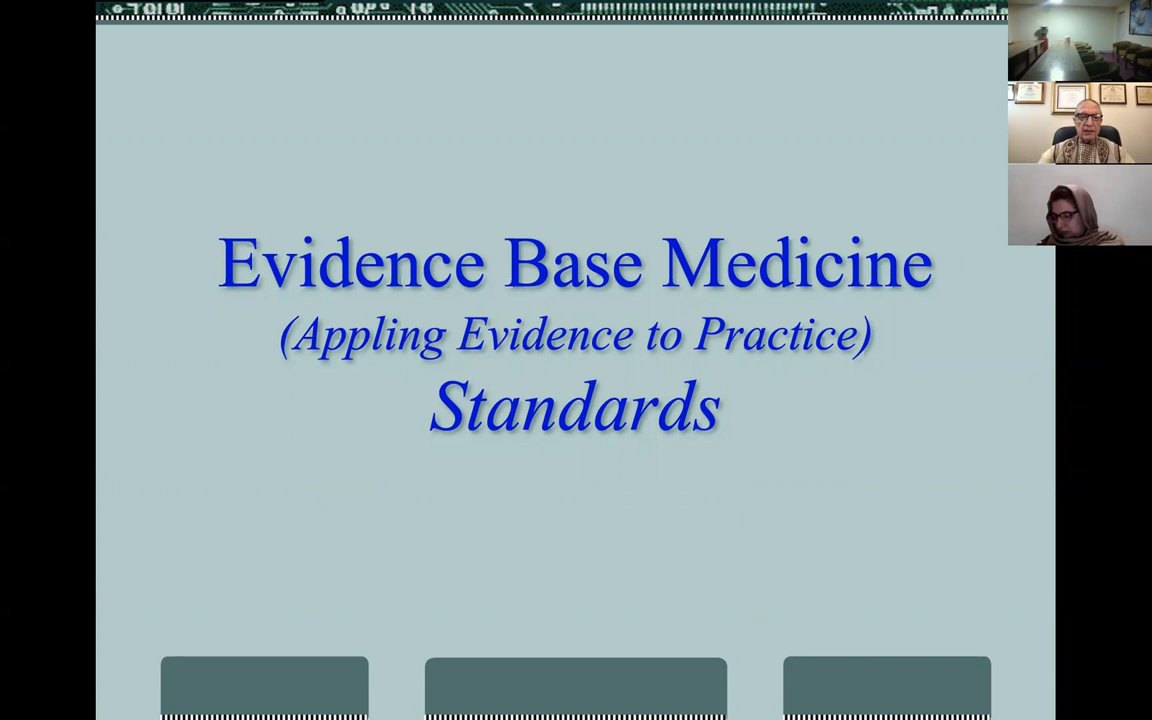 Evidence Base Medicine
(Appling Evidence to Practice)
Standards